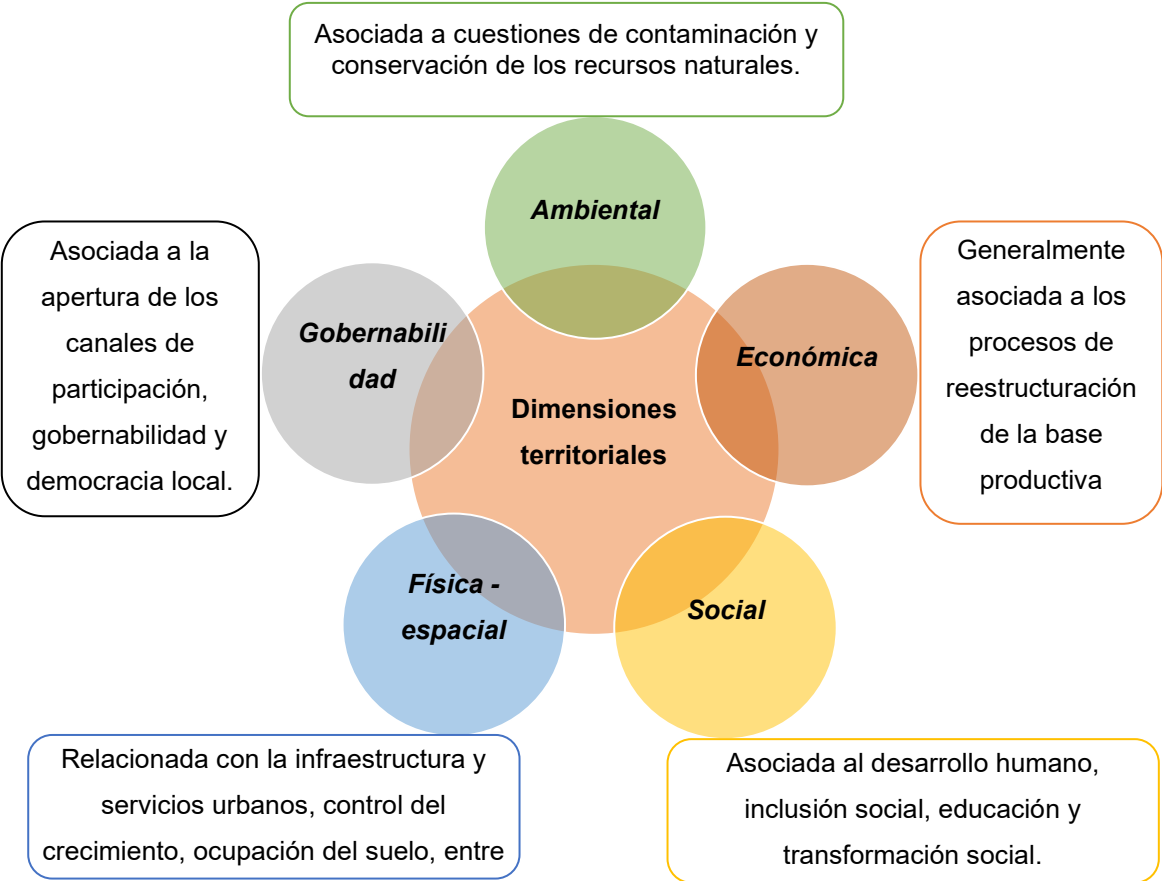 Asociada a cuestiones de contaminación y
conservación de los recursos naturales.
Ambiental
Asociada a la
apertura de los
canales de
participación,
gobernabilidad y
democracia local.
Gobernabili
dad
Dimensiones
territoriales
Económica
Generalmente
asociada a los
procesos de
reestructuración
de la base
productiva
Física -
espacial
Social
Relacionada con la infraestructura y
servicios urbanos, control del
crecimiento, ocupación del suelo, entre
Asociada al desarrollo humano,
inclusión social, educación y
transformación social.